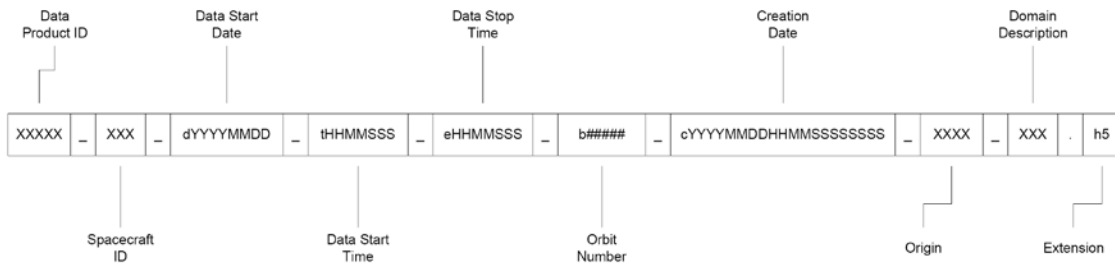 Data
Product ID
Data Start
Date
Data Stop
Time
Creation
Date
Domain
Description
XXXXX _ XXX _ dYYYYMMDD _ tHHMMSSS _ eHHMMSSS _ b##### _ cYYYYMMDDHHMMSSSSSSSS _ XXXX _ XXX . h5
Spacecraft
ID
Data Start
Time
Orbit
Number
Origin
Extension